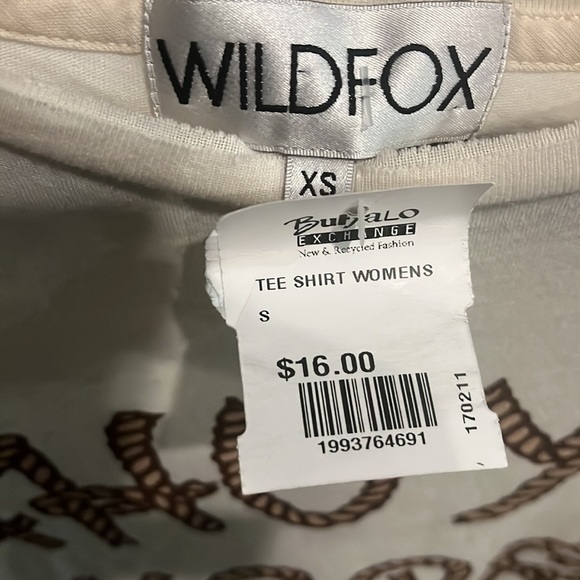 WILDFOX
XS
Buffalo
EXCHANGE
New & Recycled Fashion
TEE SHIRT WOMENS
S
$16.00
1993764691
170211